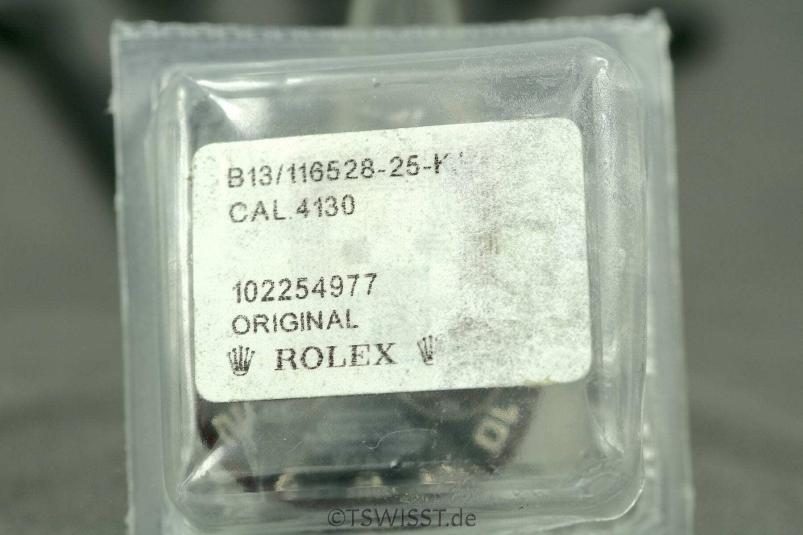 B13/116528-25-K
CAL.4130
102254977
ORIGINAL
ROLEX
©TSWISST.de